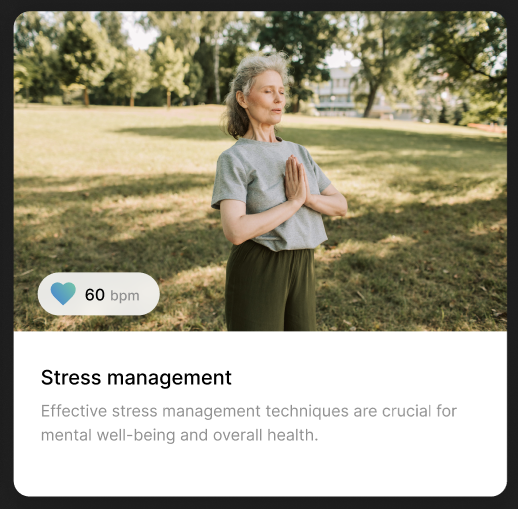 60 bpm
Stress management
Effective stress management techniques are crucial for
mental well-being and overall health.